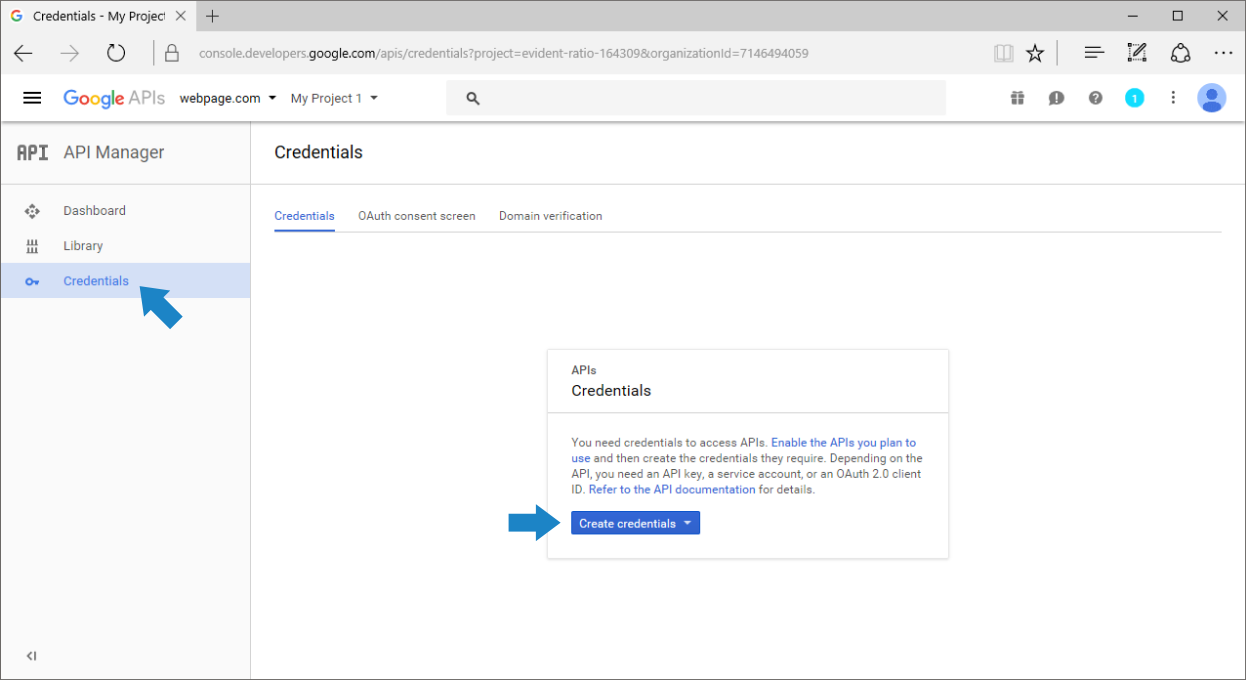 Credentials - My Project
console.developers.google.com/apis/credentials?project=evident-ratio-164309&organizationId=7146494059
Google APIs webpage.com My Project 1
1
API API Manager
Credentials
Dashboard
Library
Credentials
Credentials OAuth consent screen Domain verification
APIs
Credentials
You need credentials to access APIs. Enable the APIs you plan to
use and then create the credentials they require. Depending on the
API, you need an API key, a service account, or an OAuth 2.0 client
ID. Refer to the API documentation for details.
Create credentials